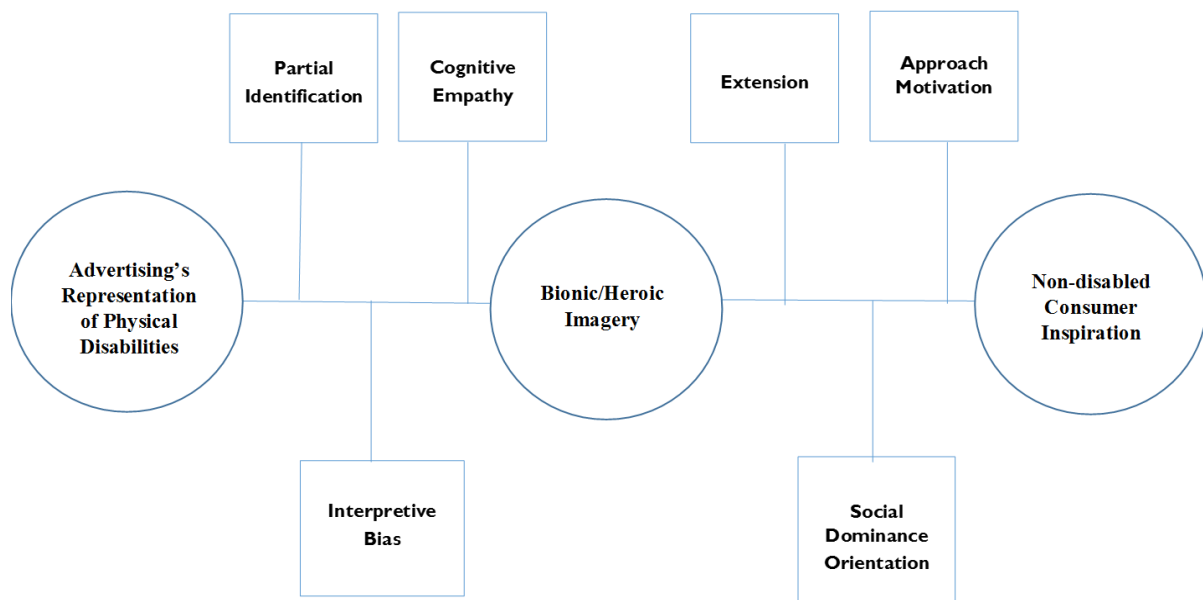 Partial
Identification
Cognitive
Empathy
Extension
Approach
Motivation
Advertising’s
Representation
of Physical
Disabilities
Bionic/Heroic
Imagery
Non-disabled
Consumer
Inspiration
Interpretive
Bias
Social
Dominance
Orientation